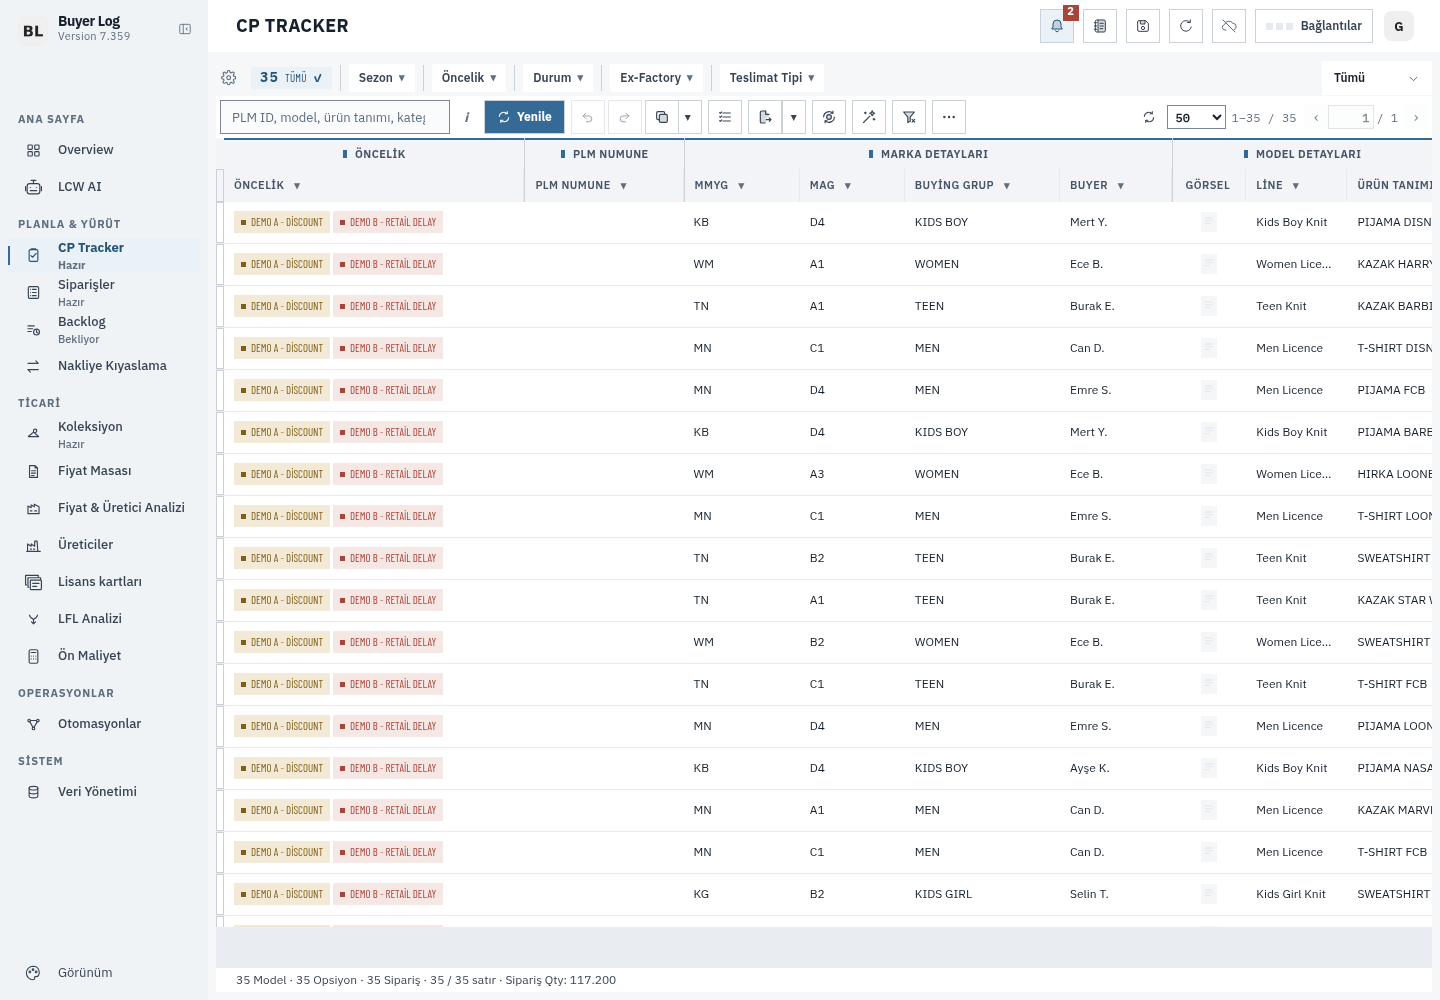 BL
Buyer Log
Version 7.359
ANA SAYFA
Overview
LCW AI
PLANLA & YÜRÜT
CP Tracker
Hazır
Siparişler
Hazır
Backlog
Bekliyor
Nakliye Kıyaslama
TİCARİ
Koleksiyon
Hazır
Fiyat Masası
Fiyat & Üretici Analizi
Üreticiler
Lisans kartları
LFL Analizi
Ön Maliyet
OPERASYONLAR
Otomasyonlar
SİSTEM
Veri Yönetimi
Görünüm
CP TRACKER
2
Bağlantılar
G
35 TÜMÜ
Sezon ▾ Öncelik ▾ Durum ▾ Ex-Factory ▾ Teslimat Tipi ▾
Tümü
PLM ID, model, ürün tanımı, kateg
i
Yenile
50
1–35 / 35
1 / 1
ÖNCELİK PLM NUMUNE MARKA DETAYLARI MODEL DETAYLARI
ÖNCELİK ▾ PLM NUMUNE ▾ MMYG ▾ MAG ▾ BUYİNG GRUP ▾ BUYER ▾ GÖRSEL LİNE ▾ ÜRÜN TANIMI
DEMO A - DİSCOUNT DEMO B - RETAİL DELAY KB D4 KIDS BOY Mert Y. Kids Boy Knit PIJAMA DISN
DEMO A - DİSCOUNT DEMO B - RETAİL DELAY WM A1 WOMEN Ece B. Women Lice... KAZAK HARRY
DEMO A - DİSCOUNT DEMO B - RETAİL DELAY TN A1 TEEN Burak E. Teen Knit KAZAK BARBI
DEMO A - DİSCOUNT DEMO B - RETAİL DELAY MN C1 MEN Can D. Men Licence T-SHIRT DISN
DEMO A - DİSCOUNT DEMO B - RETAİL DELAY MN D4 MEN Emre S. Men Licence PIJAMA FCB
DEMO A - DİSCOUNT DEMO B - RETAİL DELAY KB D4 KIDS BOY Mert Y. Kids Boy Knit PIJAMA BARB
DEMO A - DİSCOUNT DEMO B - RETAİL DELAY WM A3 WOMEN Ece B. Women Lice... HIRKA LOONE
DEMO A - DİSCOUNT DEMO B - RETAİL DELAY MN C1 MEN Emre S. Men Licence T-SHIRT LOON
DEMO A - DİSCOUNT DEMO B - RETAİL DELAY TN B2 TEEN Burak E. Teen Knit SWEATSHIRT
DEMO A - DİSCOUNT DEMO B - RETAİL DELAY TN A1 TEEN Burak E. Teen Knit KAZAK STAR W
DEMO A - DİSCOUNT DEMO B - RETAİL DELAY WM B2 WOMEN Ece B. Women Lice... SWEATSHIRT
DEMO A - DİSCOUNT DEMO B - RETAİL DELAY TN C1 TEEN Burak E. Teen Knit T-SHIRT FCB
DEMO A - DİSCOUNT DEMO B - RETAİL DELAY MN D4 MEN Emre S. Men Licence PIJAMA LOON
DEMO A - DİSCOUNT DEMO B - RETAİL DELAY KB D4 KIDS BOY Ayşe K. Kids Boy Knit PIJAMA NASA
DEMO A - DİSCOUNT DEMO B - RETAİL DELAY MN A1 MEN Can D. Men Licence KAZAK MARV
DEMO A - DİSCOUNT DEMO B - RETAİL DELAY MN C1 MEN Can D. Men Licence T-SHIRT FCB
DEMO A - DİSCOUNT DEMO B - RETAİL DELAY KG B2 KIDS GIRL Selin T. Kids Girl Knit SWEATSHIRT
35 Model · 35 Opsiyon · 35 Sipariş · 35 / 35 satır · Sipariş Qty: 117.200